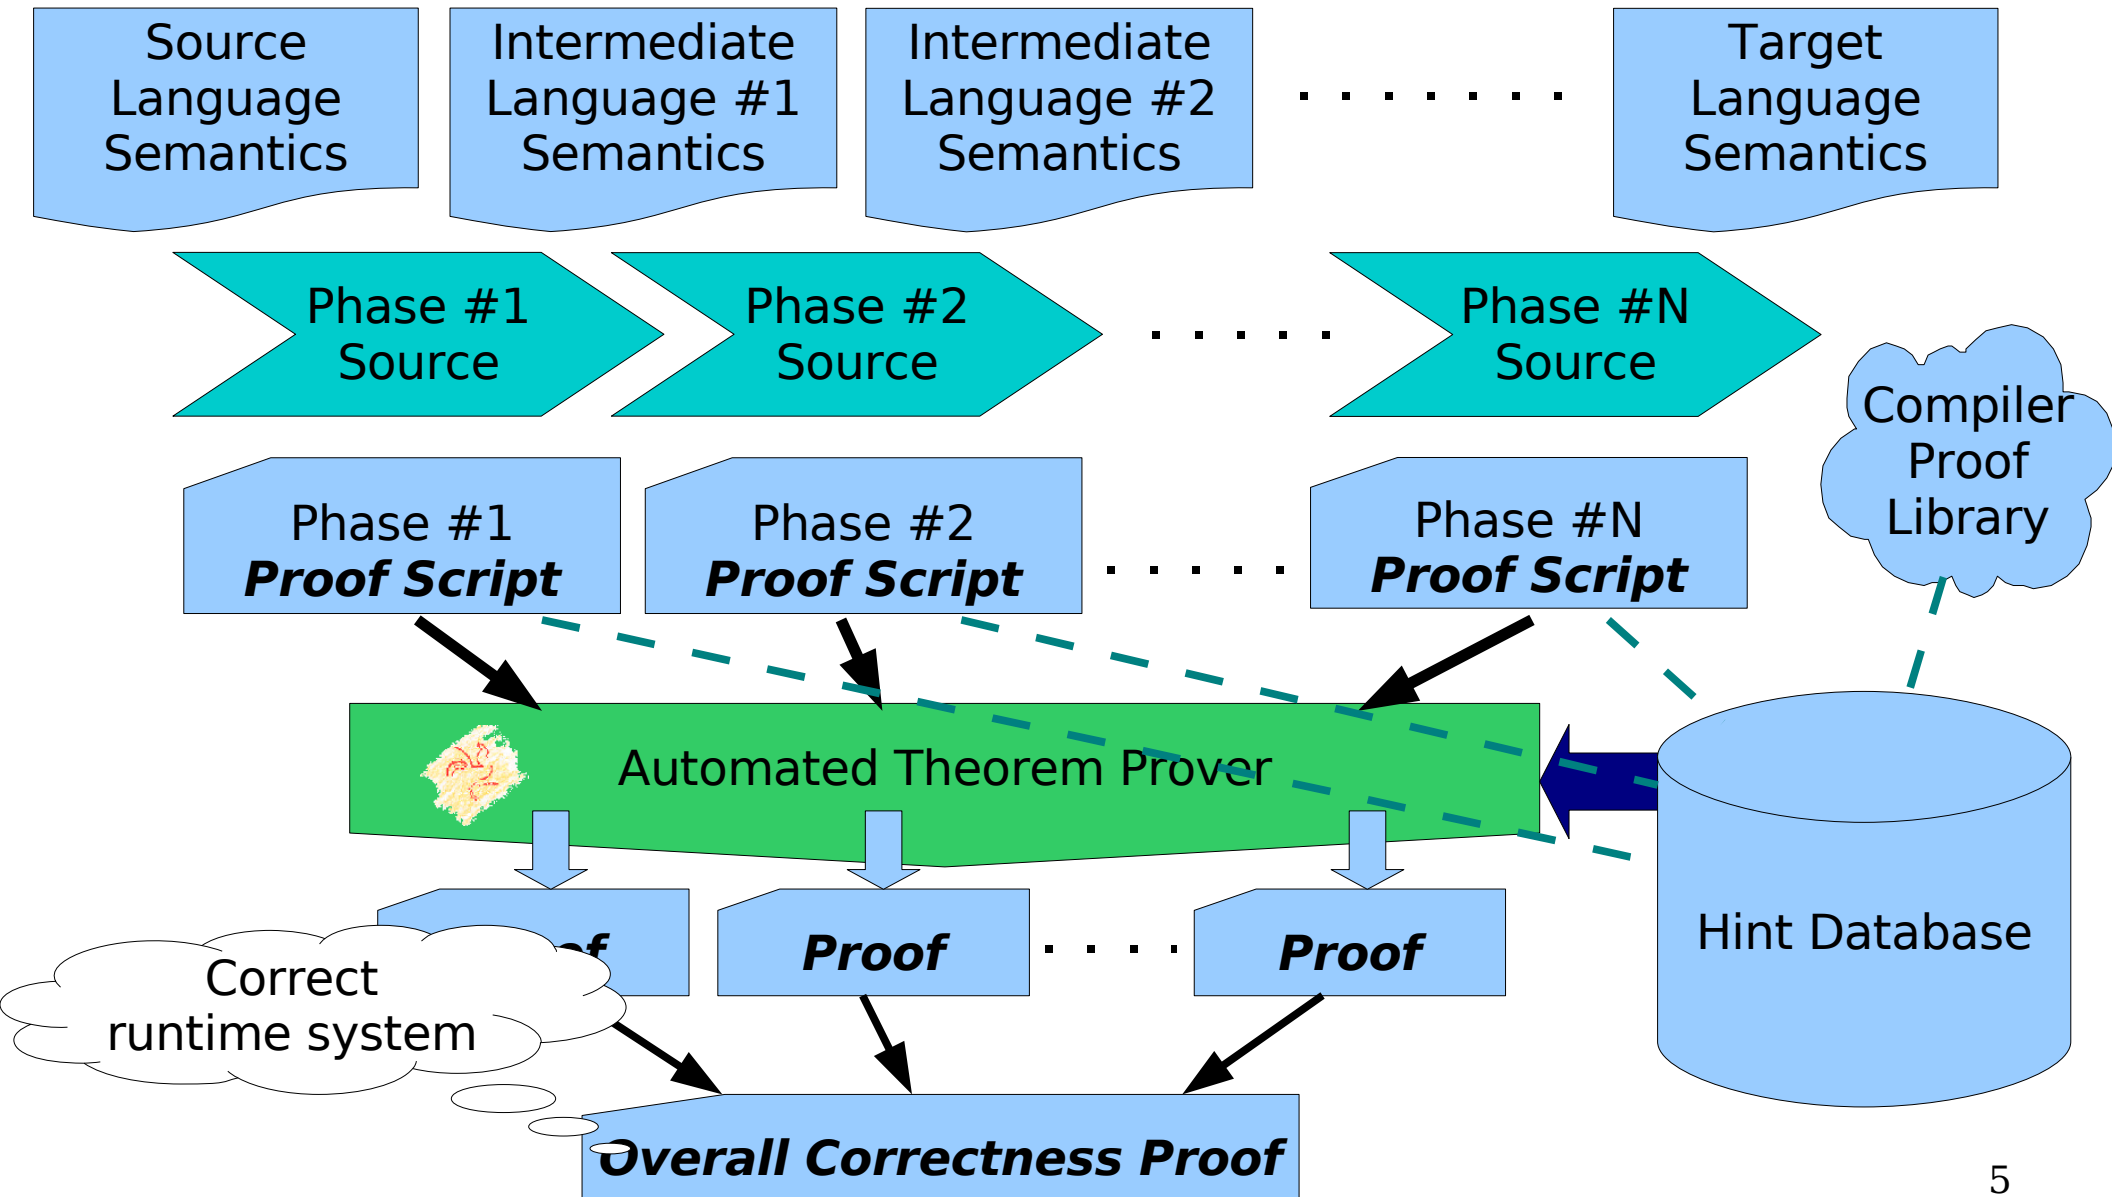 Source
Language
Semantics
Intermediate
Language #1
Semantics
Intermediate
Language #2
Semantics
Target
Language
Semantics
Phase #1
Source
Phase #2
Source
Phase #N
Source
Compiler
Proof
Library
Phase #1
Proof Script
Phase #2
Proof Script
Phase #N
Proof Script
Automated Theorem Prover
Hint Database
Proof
Proof
Correct
runtime system
Overall Correctness Proof
5